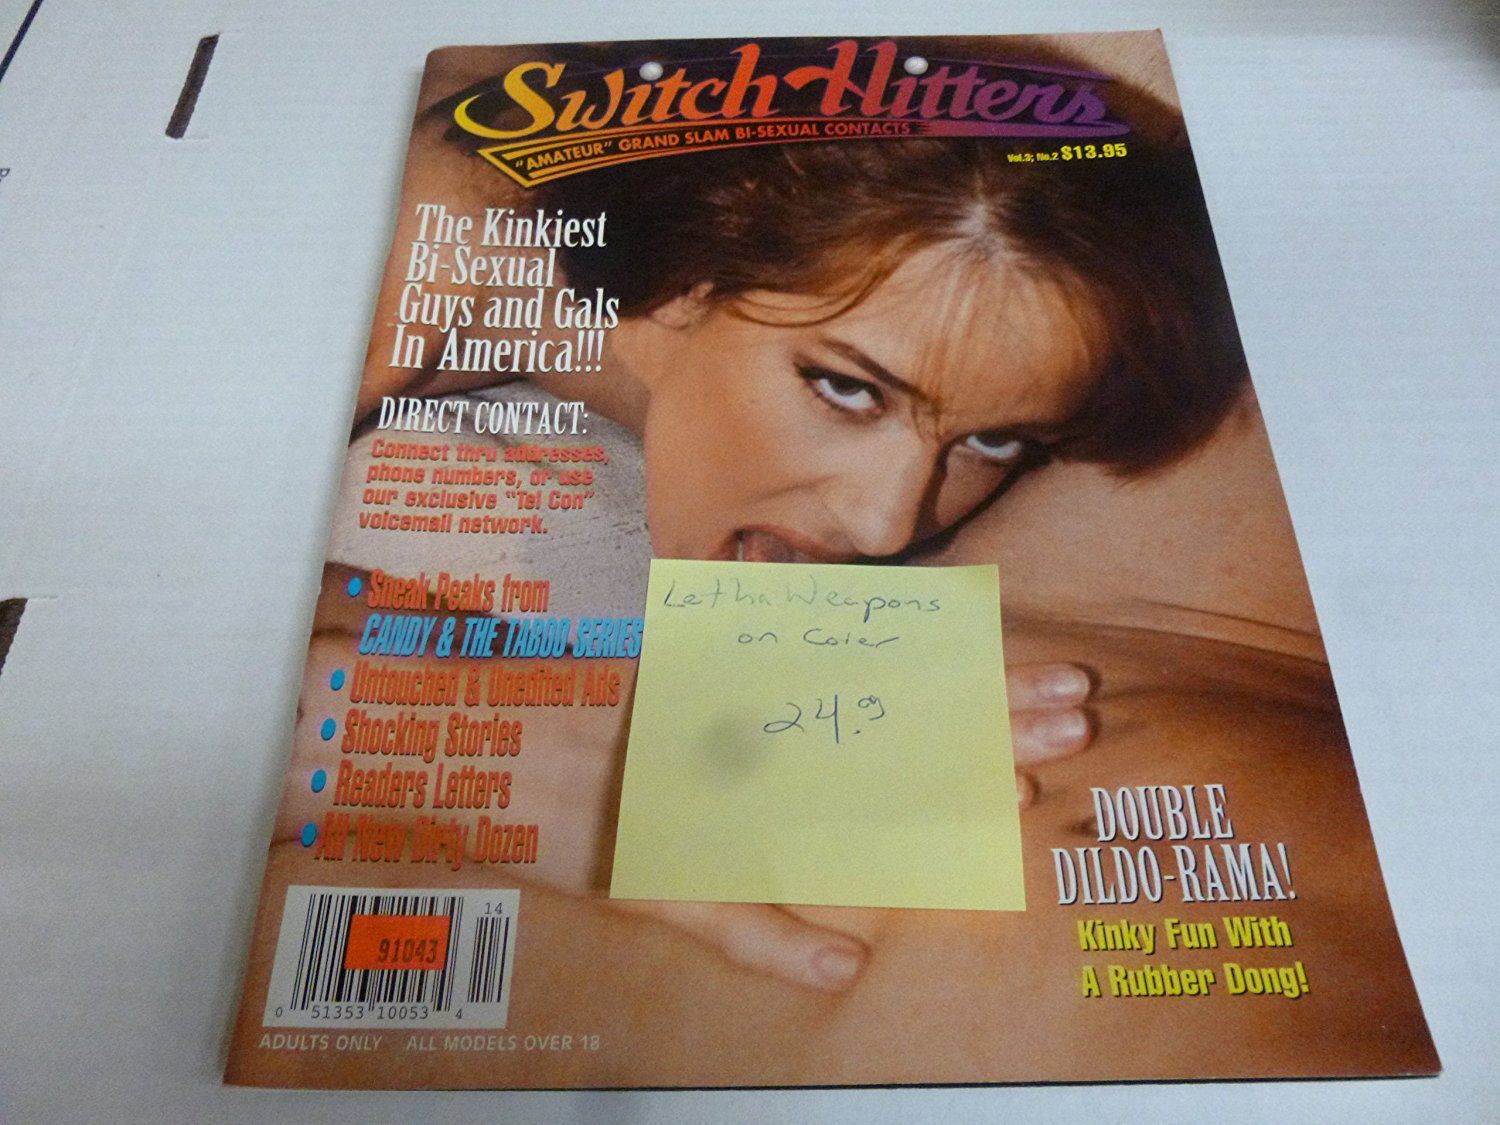 Switch Hitters
"AMATEUR" GRAND SLAM BI-SEXUAL CONTACTS
Vol.3; No.2 $13.95
The Kinkiest
Bi-Sexual
Guys and Gals
In America!!!
DIRECT CONTACT:
Connect thru addresses,
phone numbers, or use
our exclusive "Tel Con"
voicemail network.
• Sneak Peaks from
CANDY & THE TABOO SERIES
• Untouched & Unedited Ads
• Shocking Stories
• Readers Letters
• All New Dirty Dozen
Letha Weapons
on Cover
24.
DOUBLE
DILDO-RAMA!
Kinky Fun With
A Rubber Dong!
14
91043
0 51353 10053 4
ADULTS ONLY ALL MODELS OVER 18